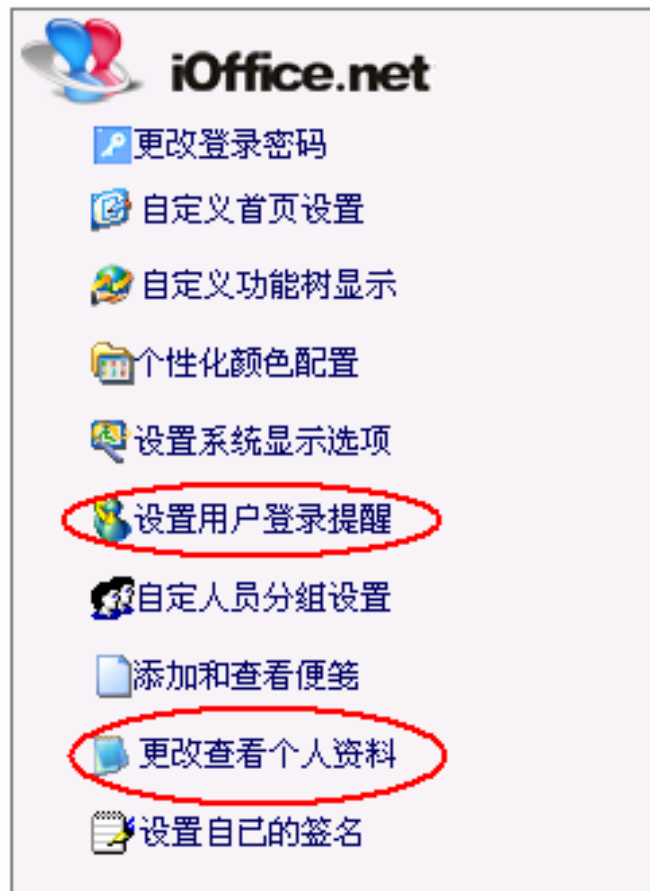 iOffice.net
更改登录密码
自定义首页设置
自定义功能树显示
个性化颜色配置
设置系统显示选项
设置用户登录提醒
自定人员分组设置
添加和查看便笺
更改查看个人资料
设置自己的签名